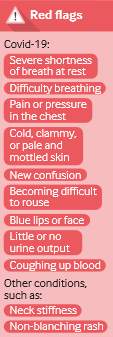 Red flags
Covid-19:
Severe shortness
of breath at rest
Difficulty breathing
Pain or pressure
in the chest
Cold, clammy,
or pale and
mottled skin
New confusion
Becoming difficult
to rouse
Blue lips or face
Little or no
urine output
Coughing up blood
Other conditions,
such as:
Neck stiffness
Non-blanching rash